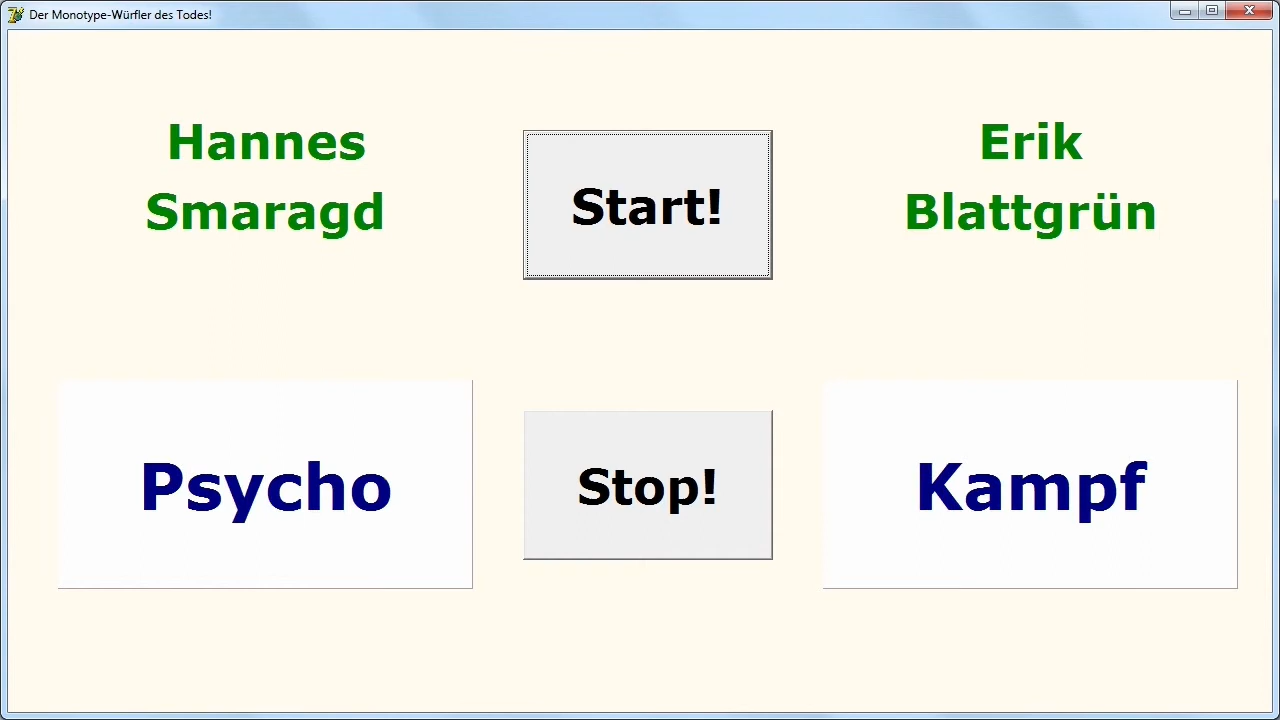 Der Monotype-Würfler des Todes!
Hannes
Smaragd
Start!
Erik
Blattgrün
Psycho
Stop!
Kampf